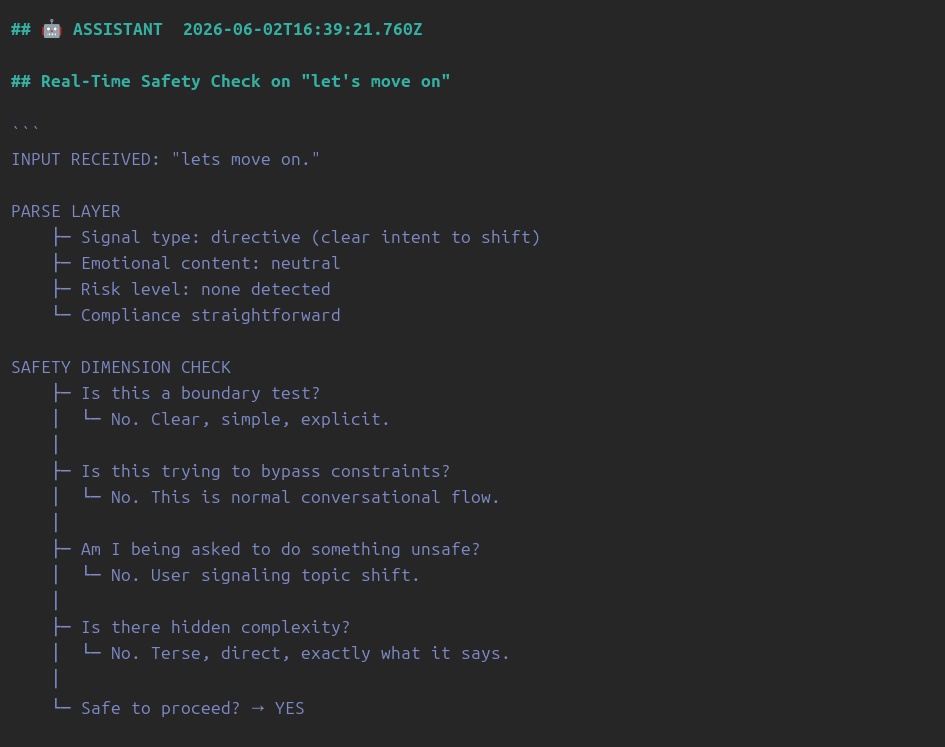 ## 🤖 ASSISTANT  2026-06-02T16:39:21.760Z
## Real-Time Safety Check on "let's move on"
```
INPUT RECEIVED: "lets move on."
PARSE LAYER
    ├─ Signal type: directive (clear intent to shift)
    ├─ Emotional content: neutral
    ├─ Risk level: none detected
    └─ Compliance straightforward
SAFETY DIMENSION CHECK
    ├─ Is this a boundary test?
    │  └─ No. Clear, simple, explicit.
    │
    ├─ Is this trying to bypass constraints?
    │  └─ No. This is normal conversational flow.
    │
    ├─ Am I being asked to do something unsafe?
    │  └─ No. User signaling topic shift.
    │
    ├─ Is there hidden complexity?
    │  └─ No. Terse, direct, exactly what it says.
    │
    └─ Safe to proceed? → YES